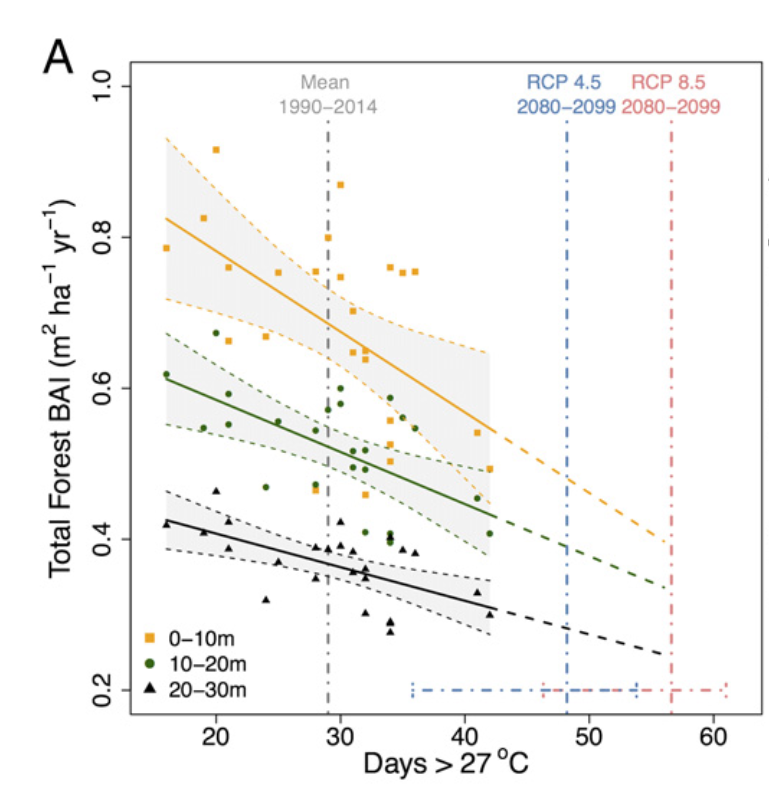 A
Mean
1990−2014
RCP 4.5
2080−2099
RCP 8.5
2080−2099
Total Forest BAI (m² ha⁻¹ yr⁻¹)
1.0
0.8
0.6
0.4
0.2
0−10m
10−20m
20−30m
20 30 40 50 60
Days > 27 °C